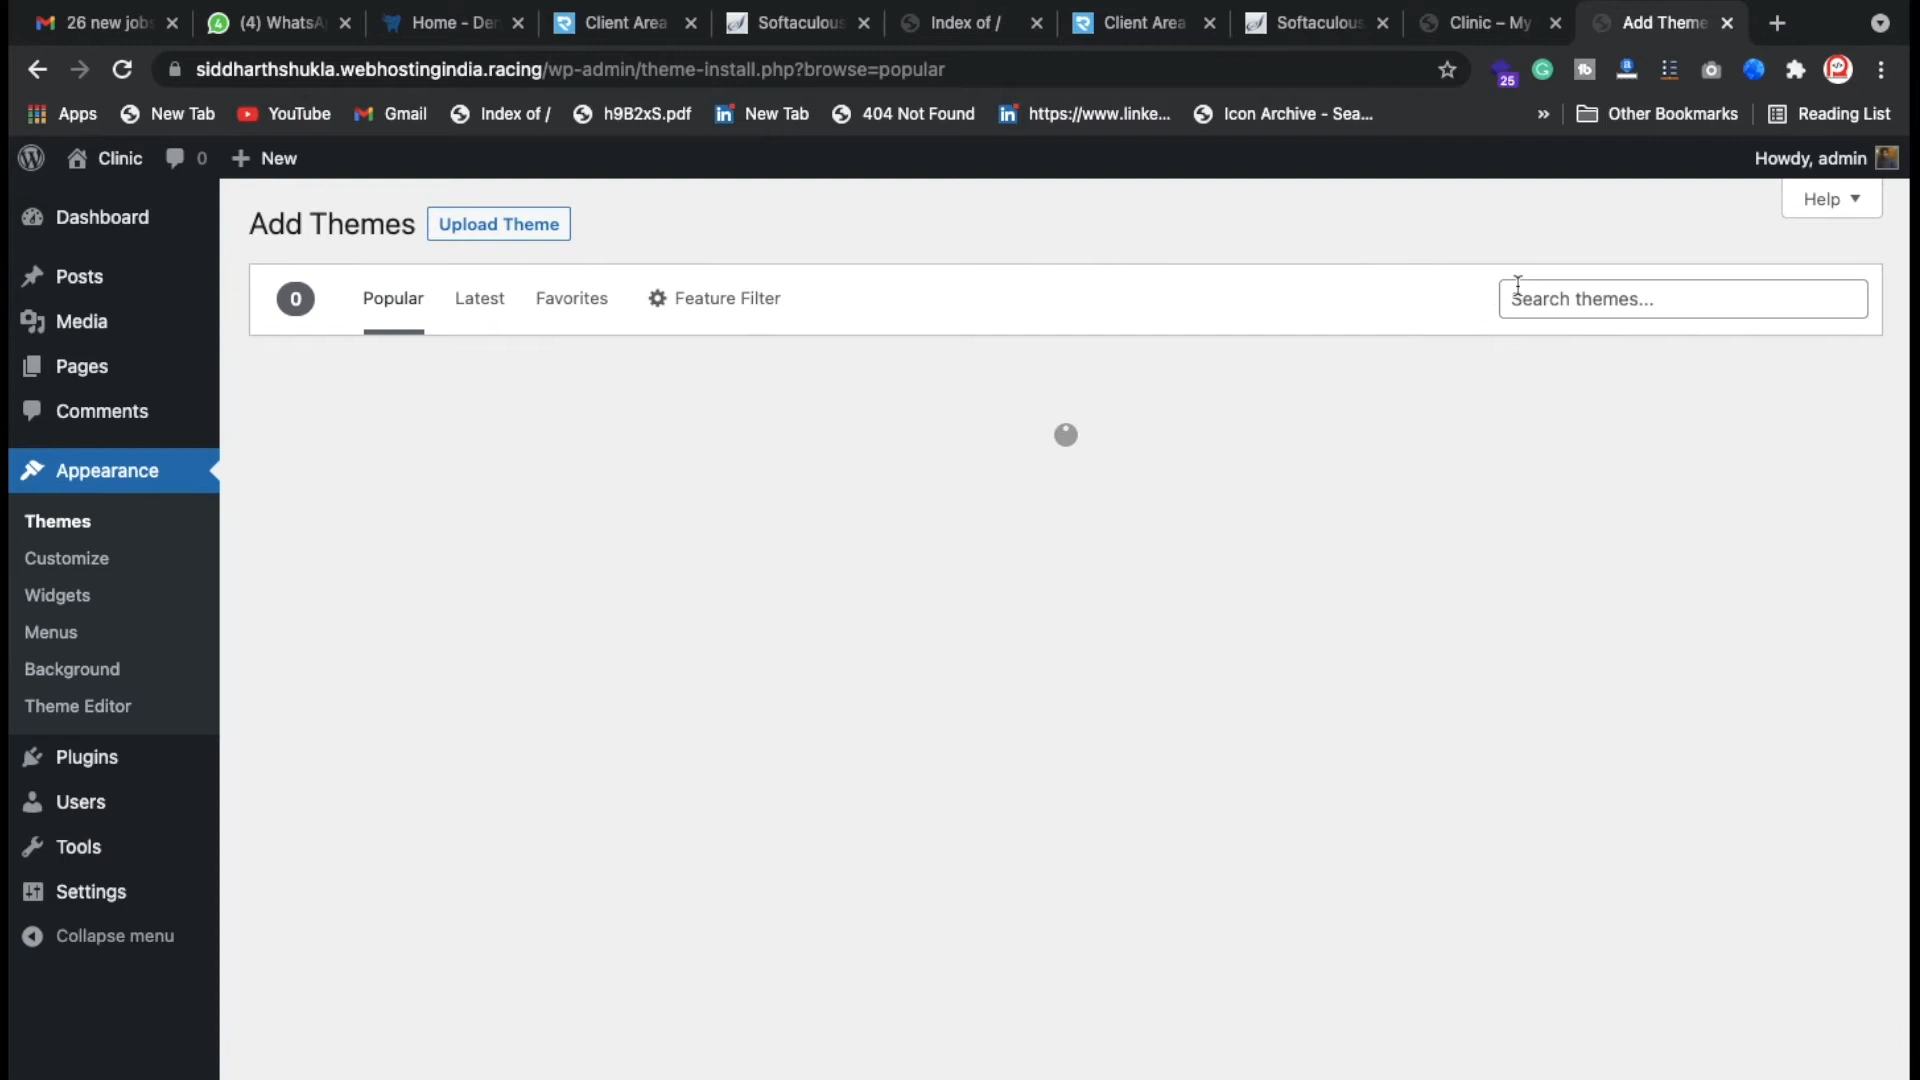 26 new jobs
(4) WhatsA
Home - Den
Client Area
Softaculous
Index of /
Client Area
Softaculous
Clinic – My
Add Theme
siddharthshukla.webhostingindia.racing/wp-admin/theme-install.php?browse=popular
25
Apps
New Tab
YouTube
Gmail
Index of /
h9B2xS.pdf
New Tab
404 Not Found
https://www.linke...
Icon Archive - Sea...
»
Other Bookmarks
Reading List
Clinic
0
New
Howdy, admin
Dashboard
Posts
Media
Pages
Comments
Appearance
Themes
Customize
Widgets
Menus
Background
Theme Editor
Plugins
Users
Tools
Settings
Collapse menu
Help
Add Themes
Upload Theme
0
Popular
Latest
Favorites
Feature Filter
Search themes...